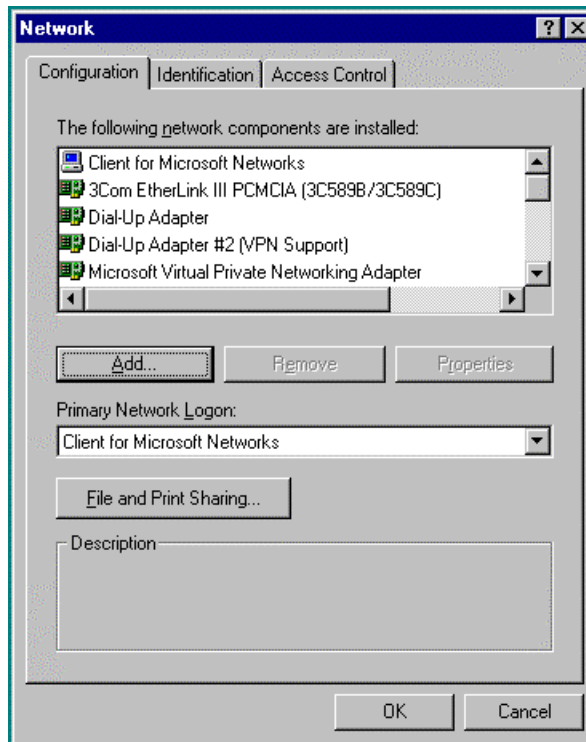 Network
Configuration Identification Access Control
The following network components are installed:
Client for Microsoft Networks
3Com EtherLink III PCMCIA (3C589B/3C589C)
Dial-Up Adapter
Dial-Up Adapter #2 (VPN Support)
Microsoft Virtual Private Networking Adapter
Add... Remove Properties
Primary Network Logon:
Client for Microsoft Networks
File and Print Sharing...
Description
OK Cancel